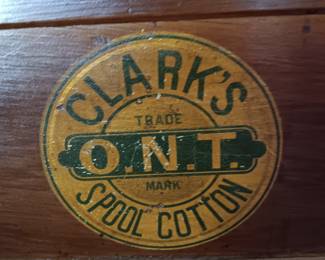 CLARK'S
TRADE
O.N.T.
MARK
SPOOL COTTON